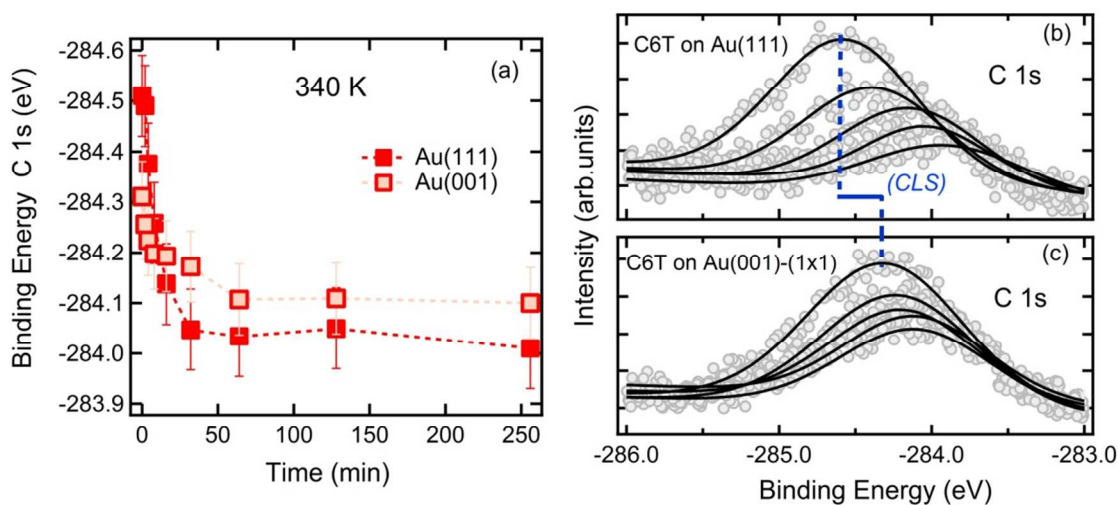 (a)
340 K
Au(111)
Au(001)
Binding Energy C 1s (eV)
-284.6
-284.5
-284.4
-284.3
-284.2
-284.1
-284.0
-283.9
0
50
100
150
200
250
Time (min)
(b)
C6T on Au(111)
C 1s
(CLS)
Intensity (arb.units)
(c)
C6T on Au(001)-(1x1)
C 1s
-286.0
-285.0
-284.0
-283.0
Binding Energy (eV)